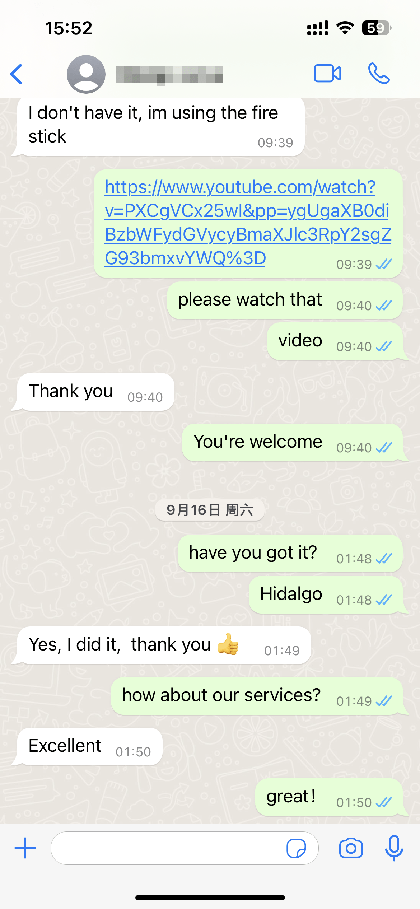 15:52
59
I don't have it, im using the fire
stick
09:39
https://www.youtube.com/watch?
v=PXCgVCx25wI&pp=ygUgaXB0di
BzbWFydGVycyBmaXJlc3RpY2sgZ
G93bmxvYWQ%3D
09:39
please watch that
09:40
video
09:40
Thank you
09:40
You're welcome
09:40
9月16日 周六
have you got it?
01:48
Hidalgo
01:48
Yes, I did it, thank you 👍
01:49
how about our services?
01:49
Excellent
01:50
great!
01:50